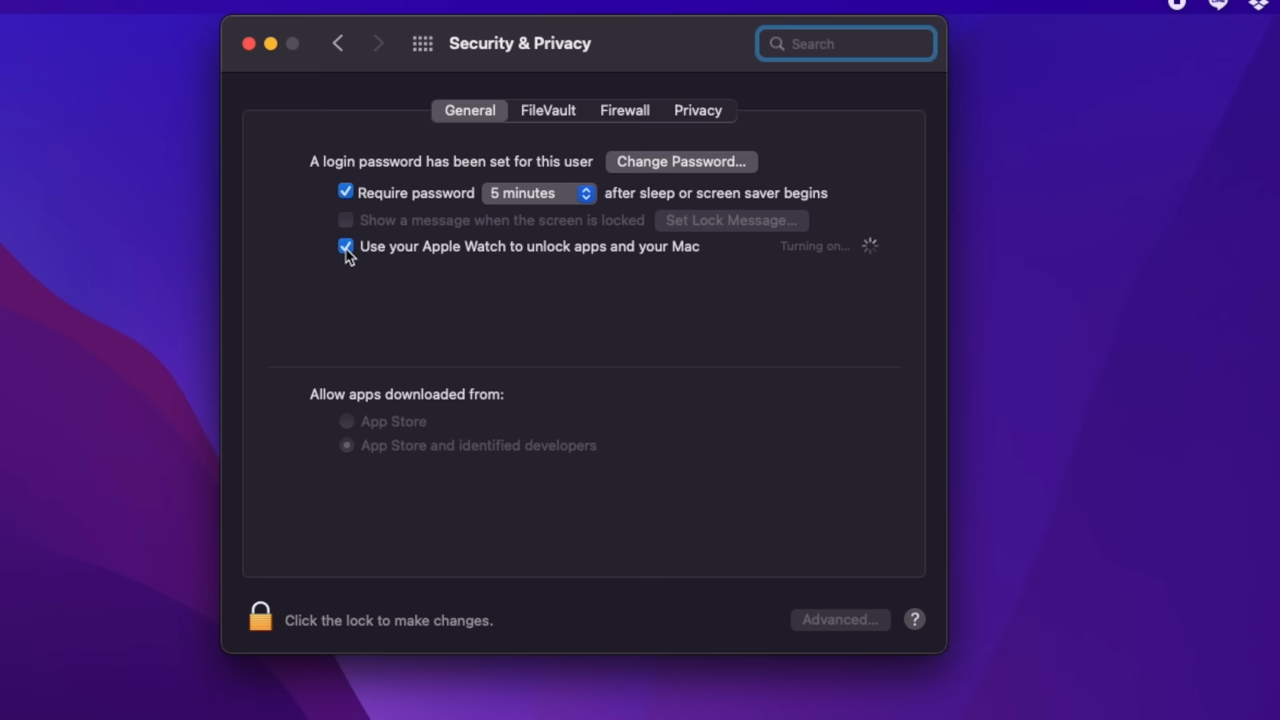 Security & Privacy
Search
General FileVault Firewall Privacy
A login password has been set for this user Change Password...
Require password 5 minutes after sleep or screen saver begins
Show a message when the screen is locked Set Lock Message...
Use your Apple Watch to unlock apps and your Mac Turning on...
Allow apps downloaded from:
App Store
App Store and identified developers
Click the lock to make changes.
Advanced... ?